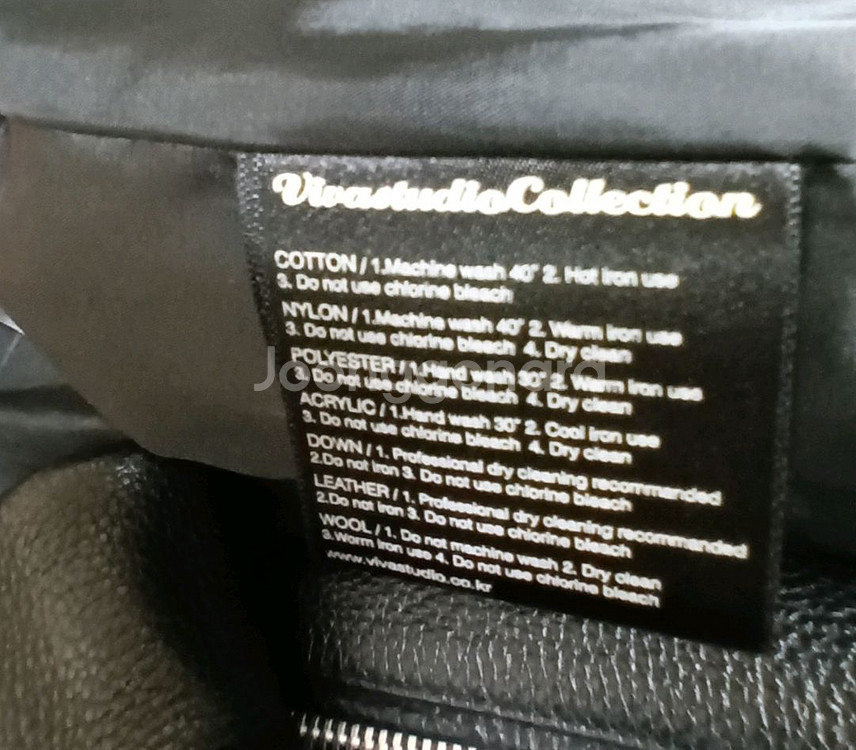 VivastudioCollection
COTTON / 1.Machine wash 40° 2. Hot iron use
3. Do not use chlorine bleach
NYLON / 1.Machine wash 40° 2. Warm iron use
3. Do not use chlorine bleach 4. Dry clean
POLYESTER / 1.Hand wash 30° 2. Warm iron use
3. Do not use chlorine bleach 4. Dry clean
ACRYLIC / 1.Hand wash 30° 2. Cool iron use
3. Do not use chlorine bleach 4. Dry clean
DOWN / 1. Professional dry cleaning recommanded
2.Do not iron 3. Do not use chlorine bleach
LEATHER / 1. Professional dry cleaning recommanded
2.Do not iron 3. Do not use chlorine bleach
WOOL / 1. Do not machine wash 2. Dry clean
3.Worm iron use 4. Do not use chlorine bleach
www.vivastudio.co.kr
Joonggonara